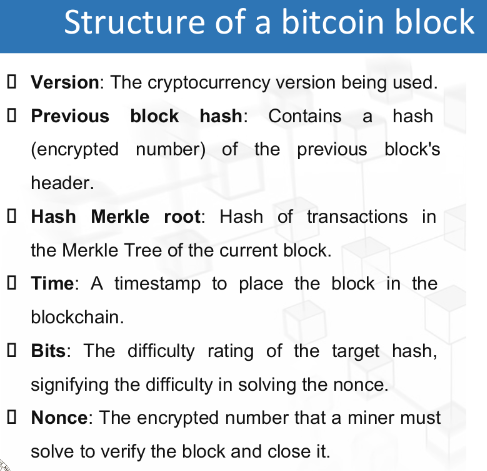 Structure of a bitcoin block
▯ Version: The cryptocurrency version being used.
▯ Previous block hash: Contains a hash
(encrypted number) of the previous block's
header.
▯ Hash Merkle root: Hash of transactions in
the Merkle Tree of the current block.
▯ Time: A timestamp to place the block in the
blockchain.
▯ Bits: The difficulty rating of the target hash,
signifying the difficulty in solving the nonce.
▯ Nonce: The encrypted number that a miner must
solve to verify the block and close it.